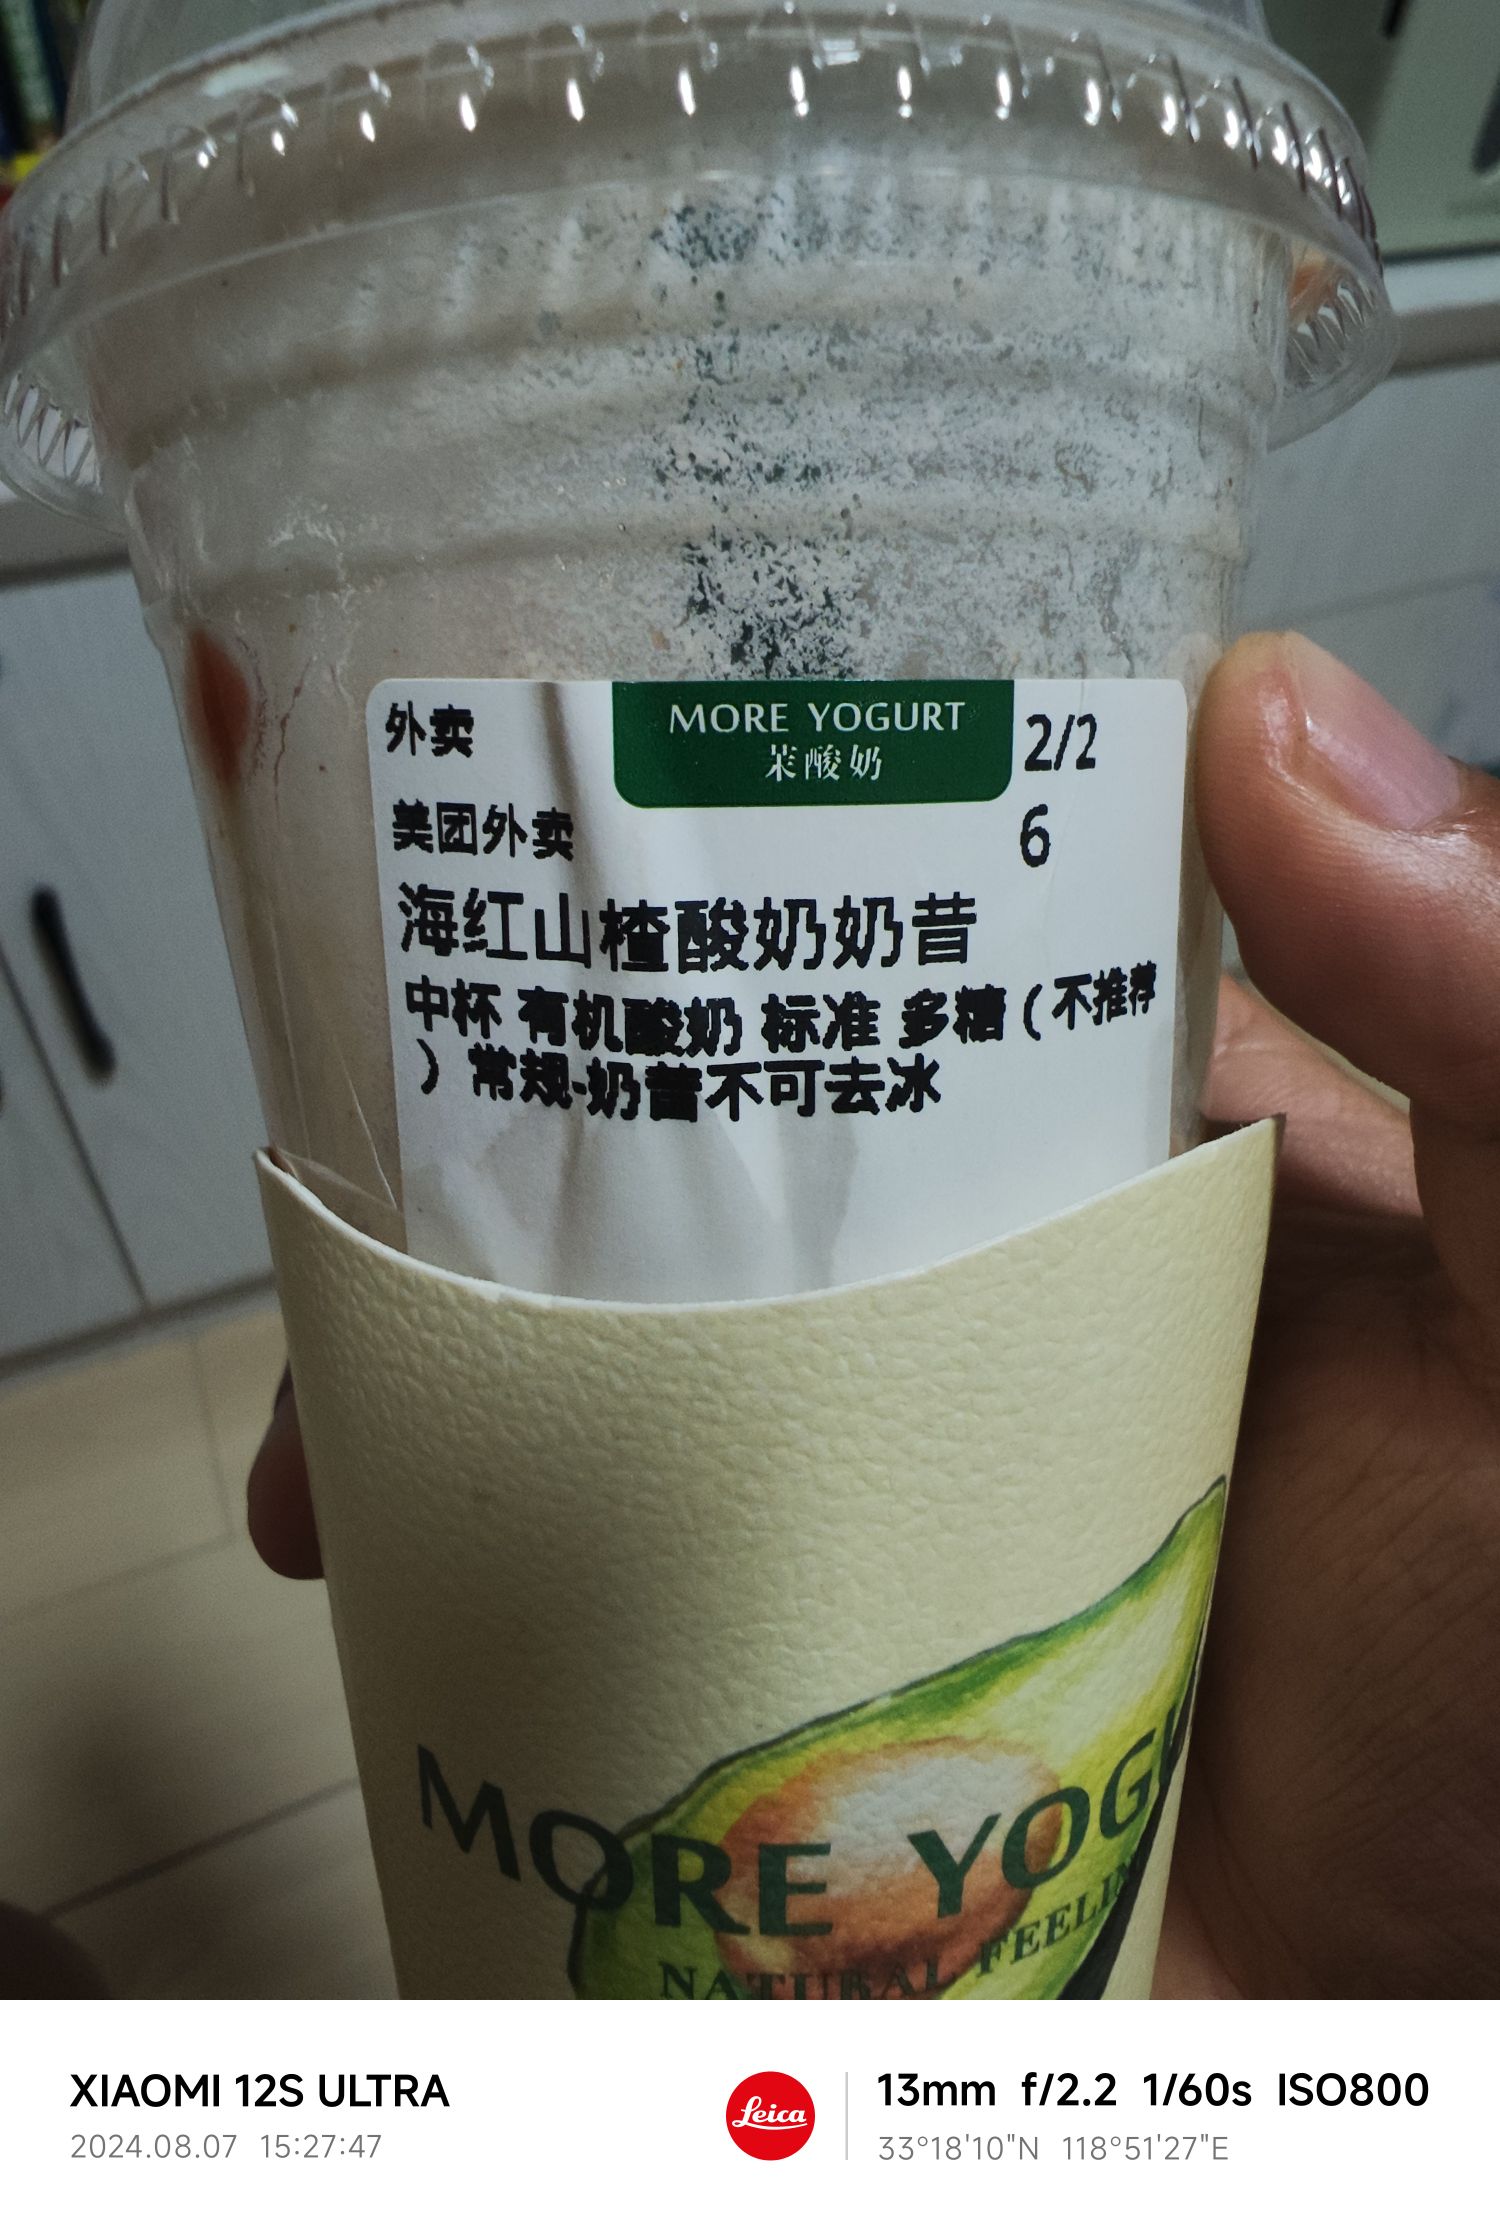 外卖
MORE YOGURT
茉酸奶
2/2
美团外卖
6
海红山楂酸奶奶昔
中杯 有机酸奶 标准 多糖(不推荐
)常规-奶昔不可去冰
MORE YOGU
NATURAL FEELIN
XIAOMI 12S ULTRA
2024.08.07 15:27:47
Leica
13mm f/2.2 1/60s ISO800
33°18'10"N 118°51'27"E